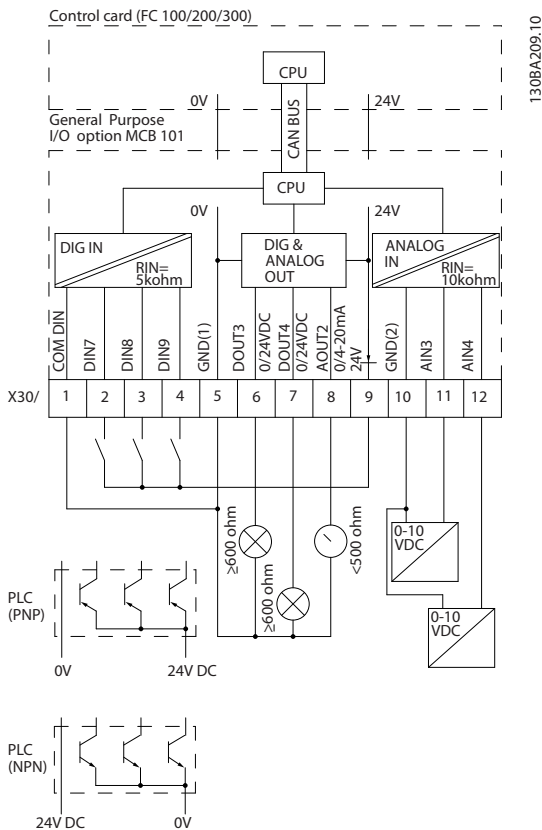 Control card (FC 100/200/300)
130BA209.10
CPU
0V
24V
CAN BUS
General Purpose
I/O option MCB 101
CPU
0V
24V
DIG IN
RIN=
5kohm
DIG &
ANALOG
OUT
ANALOG
IN
RIN=
10kohm
COM DIN
DIN7
DIN8
DIN9
GND(1)
DOUT3
0/24VDC
DOUT4
0/24VDC
AOUT2
0/4-20mA
24V
GND(2)
AIN3
AIN4
X30/ 1 2 3 4 5 6 7 8 9 10 11 12
≥600 ohm
≥600 ohm
<500 ohm
0-10
VDC
0-10
VDC
PLC
(PNP)
0V 24V DC
PLC
(NPN)
24V DC 0V